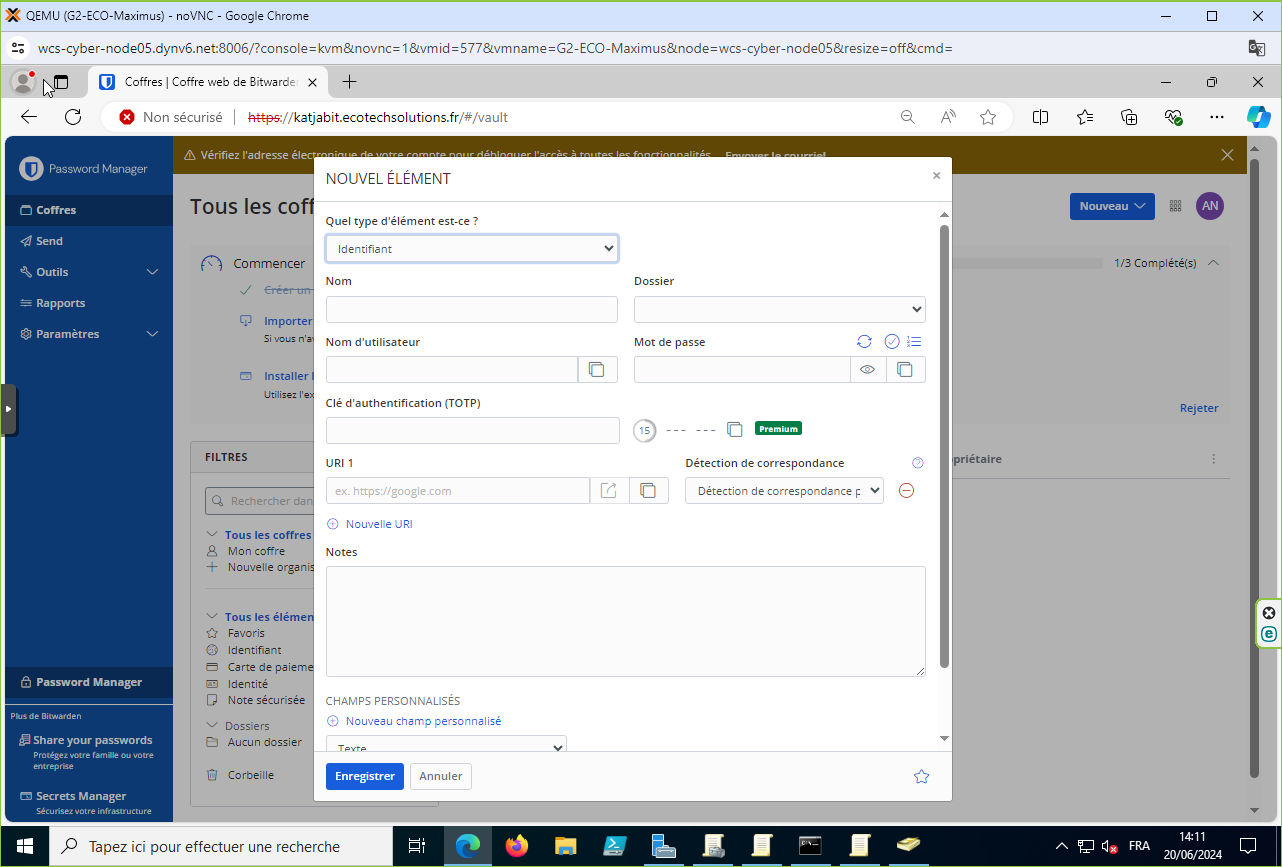 QEMU (G2-ECO-Maximus) - noVNC - Google Chrome
wcs-cyber-node05.dynv6.net:8006/?console=kvm&novnc=1&vmid=577&vmname=G2-ECO-Maximus&node=wcs-cyber-node05&resize=off&cmd=
Coffres | Coffre web de Bitwarden
Non sécurisé
https://katjabit.ecotechsolutions.fr/#/vault
Password Manager
Vérifiez l'adresse électronique de votre compte pour débloquer l'accès à toutes les fonctionnalités. Envoyer le courriel
Coffres
Send
Outils
Rapports
Paramètres
Tous les coff
Nouveau
AN
Commencer
1/3 Complété(s)
Créer un
Importer
Si vous n'av
Installer l
Utilisez l'ex
Rejeter
FILTRES
priétaire
Rechercher dan
Tous les coffres
Mon coffre
Nouvelle organis
Tous les élémen
Favoris
Identifiant
Carte de paieme
Identité
Note sécurisée
Dossiers
Aucun dossier
Corbeille
Password Manager
Plus de Bitwarden
Share your passwords
Protégez votre famille ou votre
entreprise
Secrets Manager
Sécurisez votre infrastructure
NOUVEL ÉLÉMENT
Quel type d'élément est-ce ?
Identifiant
Nom
Dossier
Nom d'utilisateur
Mot de passe
Clé d'authentification (TOTP)
15 --- ---
Premium
URI 1
Détection de correspondance
ex. https://google.com
Détection de correspondance p
Nouvelle URI
Notes
CHAMPS PERSONNALISÉS
Nouveau champ personnalisé
Texte
Enregistrer
Annuler
Tapez ici pour effectuer une recherche
FRA
14:11
20/06/2024